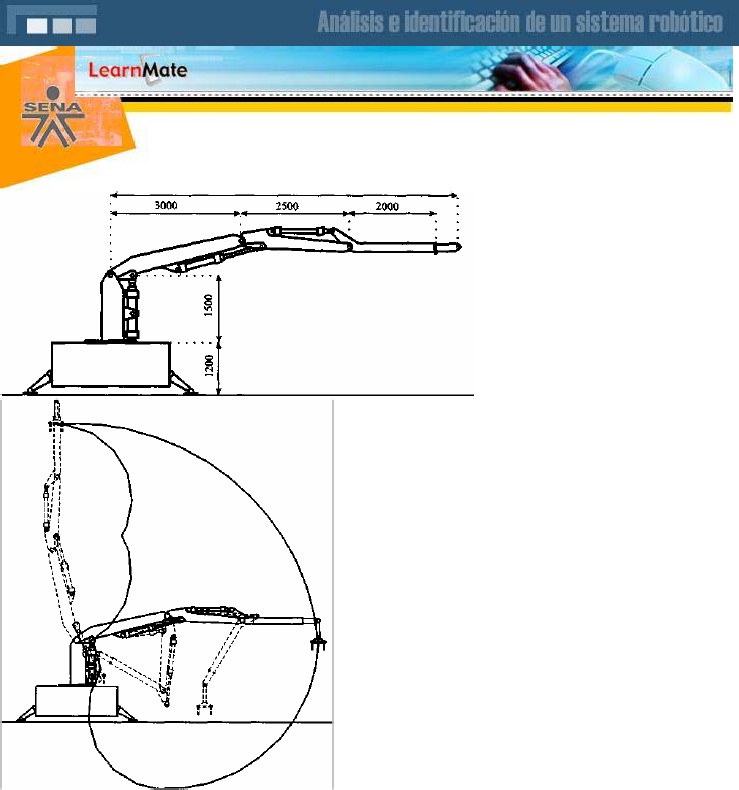 Análisis e identificación de un sistema robótico
LearnMate
SENA
3000
2500
2000
1500
1200